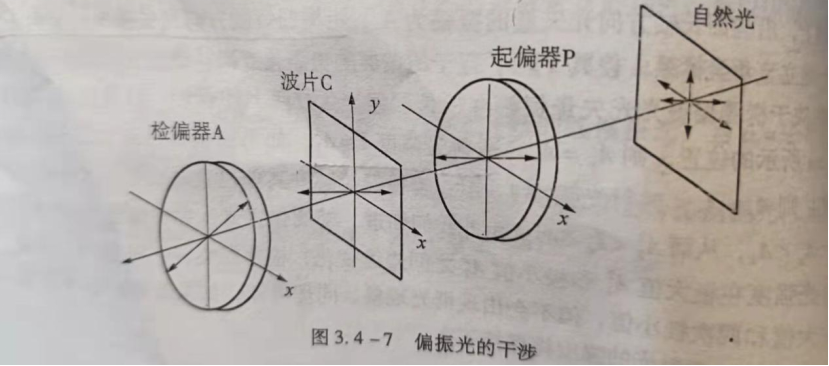 自然光
起偏器P
波片C
y
检偏器A
x
x
x
图3.4-7 偏振光的干涉